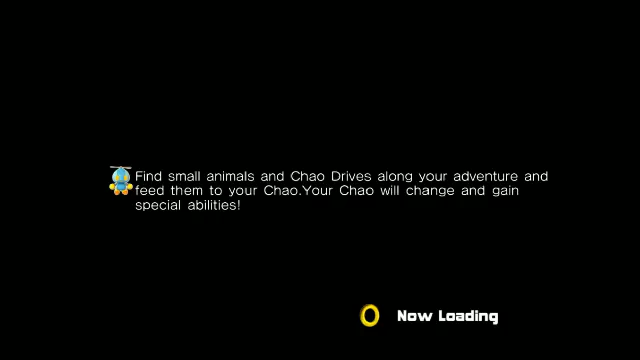 Find small animals and Chao Drives along your adventure and
feed them to your Chao.Your Chao will change and gain
special abilities!
Now Loading